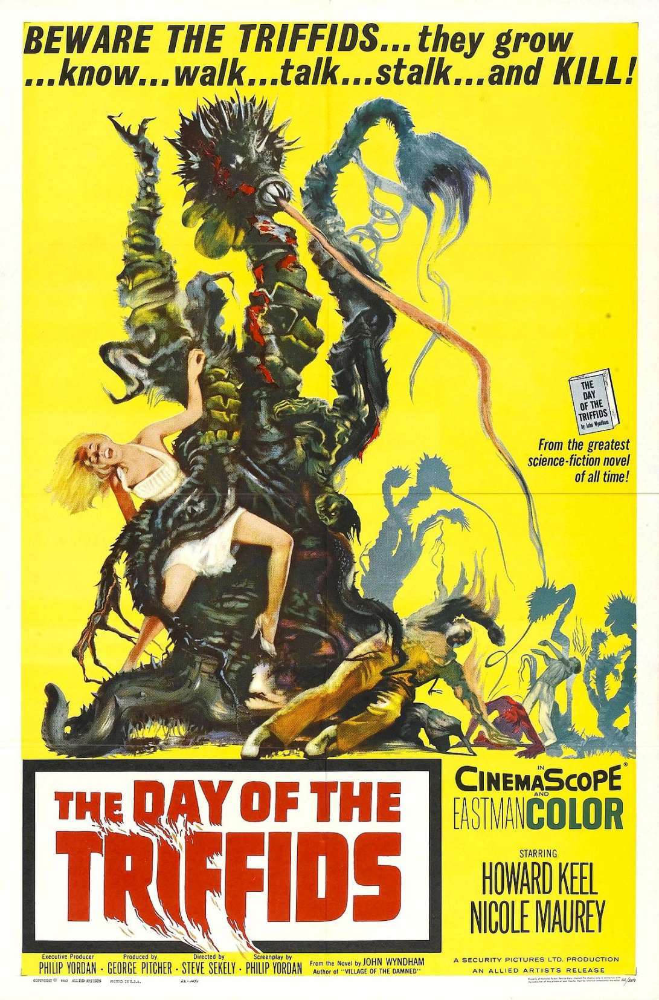 BEWARE THE TRIFFIDS...they grow
...know...walk...talk...stalk...and KILL!
THE
DAY
OF THE
TRIFFIDS
by John Wyndham
From the greatest
science-fiction novel
of all time!
THE DAY OF THE
TRIFFIDS
IN
CINEMASCOPE®
AND
EASTMANCOLOR
STARRING
HOWARD KEEL
NICOLE MAUREY
Executive Producer
PHILIP YORDAN ·
Produced by
GEORGE PITCHER ·
Directed by
STEVE SEKELY ·
Screenplay by
PHILIP YORDAN
From the Novel by JOHN WYNDHAM
Author of "VILLAGE OF THE DAMNED"
A SECURITY PICTURES LTD. PRODUCTION
AN ALLIED ARTISTS RELEASE
COPYRIGHT © 1962 ALLIED ARTISTS PRINTED IN U.S.A.
62/359